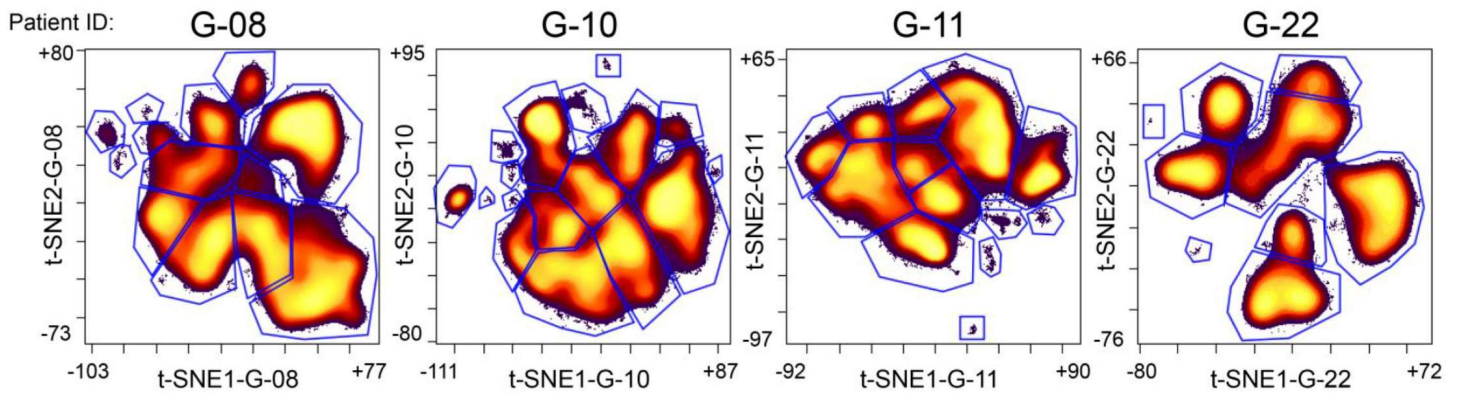 Patient ID: G-08 G-10 G-11 G-22
+80 +95 +65 +66
t-SNE2-G-08 t-SNE2-G-10 t-SNE2-G-11 t-SNE2-G-22
-73 -80 -97 -76
-103 +77 -111 +87 -92 +90 -80 +72
t-SNE1-G-08 t-SNE1-G-10 t-SNE1-G-11 t-SNE1-G-22